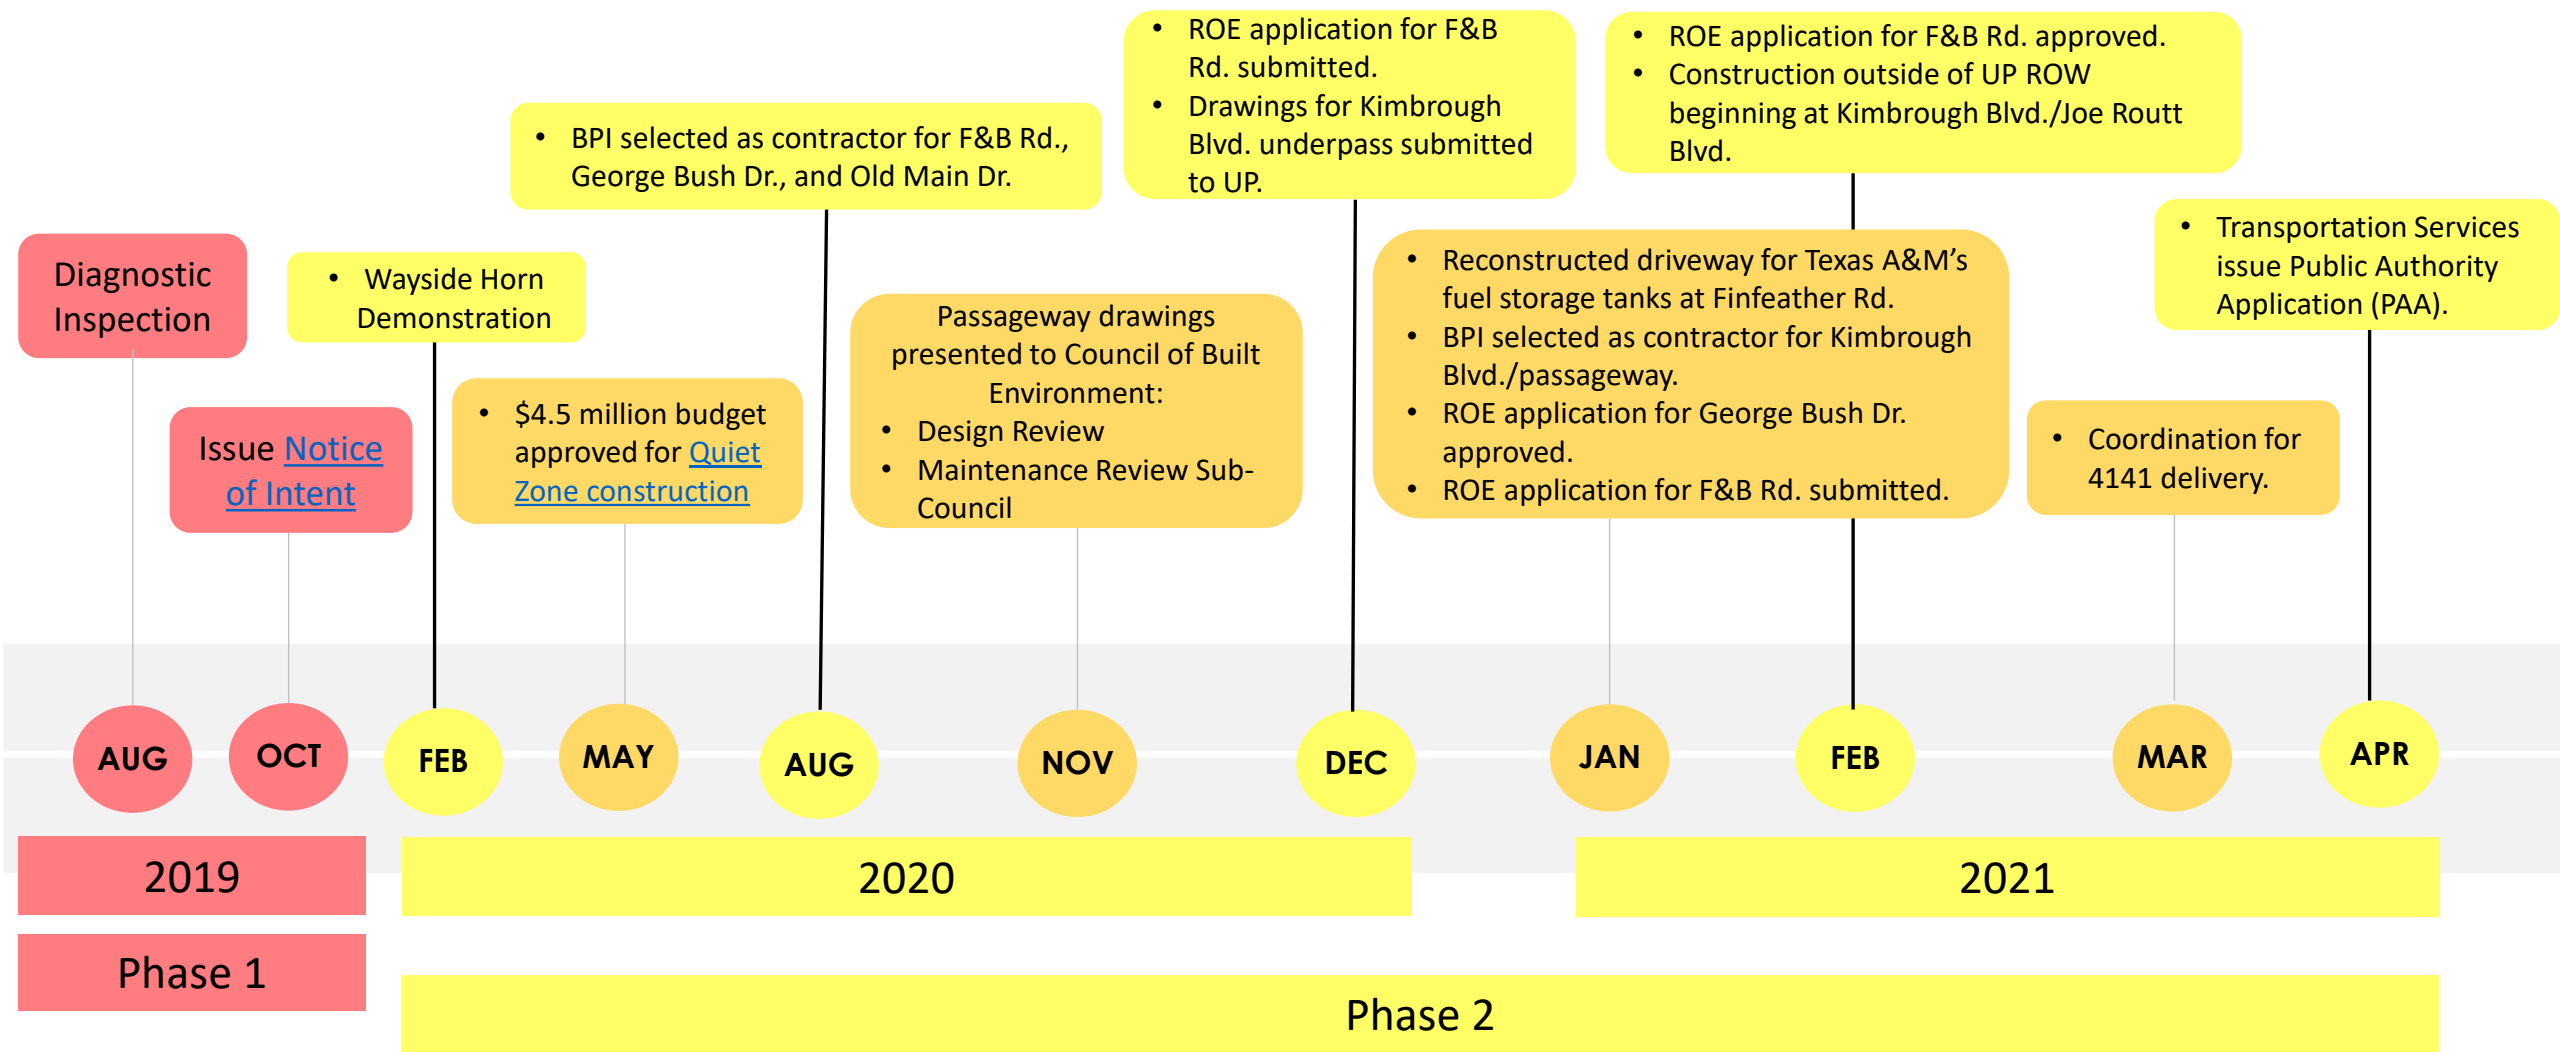 • ROE application for F&B
Rd. submitted.
• Drawings for Kimbrough
Blvd. underpass submitted
to UP.
• ROE application for F&B Rd. approved.
• Construction outside of UP ROW
beginning at Kimbrough Blvd./Joe Routt
Blvd.
• BPI selected as contractor for F&B Rd.,
George Bush Dr., and Old Main Dr.
• Transportation Services
issue Public Authority
Application (PAA).
Diagnostic
Inspection
• Wayside Horn
Demonstration
• Reconstructed driveway for Texas A&M’s
fuel storage tanks at Finfeather Rd.
• BPI selected as contractor for Kimbrough
Blvd./passageway.
• ROE application for George Bush Dr.
approved.
• ROE application for F&B Rd. submitted.
Passageway drawings
presented to Council of Built
Environment:
• Design Review
• Maintenance Review Sub-
Council
Issue Notice
of Intent
• $4.5 million budget
approved for Quiet
Zone construction
• Coordination for
4141 delivery.
AUG
OCT
FEB
MAY
AUG
NOV
DEC
JAN
FEB
MAR
APR
2019
2020
2021
Phase 1
Phase 2